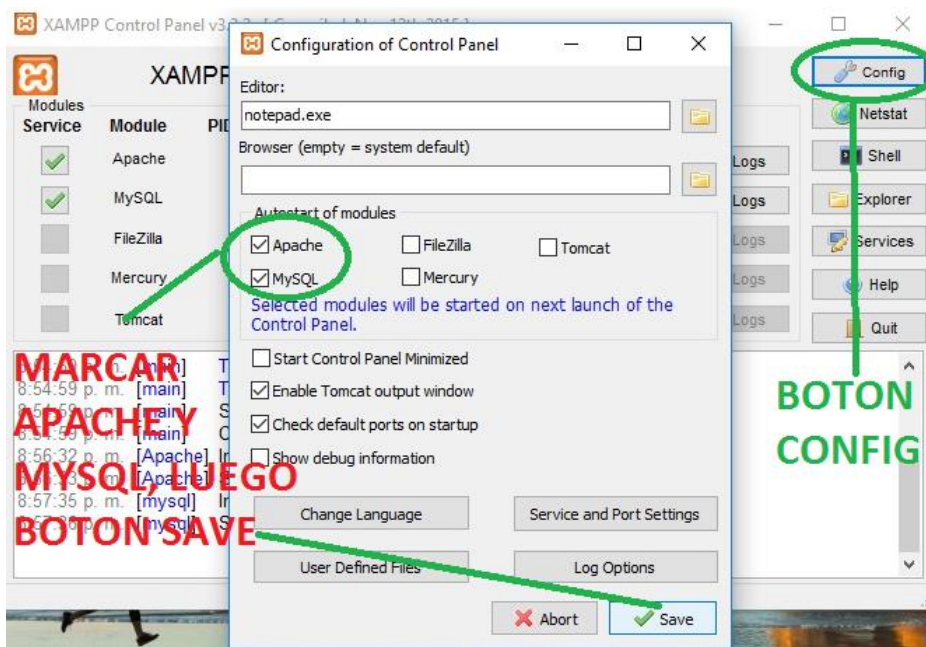 XAMPP Control Panel v3.
Configuration of Control Panel
XAMPP
Config
Editor:
notepad.exe
Modules
Service Module PID
Netstat
Browser (empty = system default)
Apache
Logs
Shell
MySQL
Logs
Explorer
Autostart of modules
FileZilla
Logs
Services
Apache FileZilla Tomcat
Mercury
Logs
Help
MySQL Mercury
Selected modules will be started on next launch of the
Control Panel.
Tomcat
Logs
Quit
Start Control Panel Minimized
[main]
8:54:59 p. m. [main]
Enable Tomcat output window
[main]
[main]
Check default ports on startup
8:56:32 p. m. [Apache]
Show debug information
[Apache]
8:57:35 p. m. [mysql]
[mysql]
MARCAR
APACHE Y
MYSQL, LUEGO
BOTON SAVE
BOTON
CONFIG
Change Language Service and Port Settings
User Defined Files Log Options
Abort Save